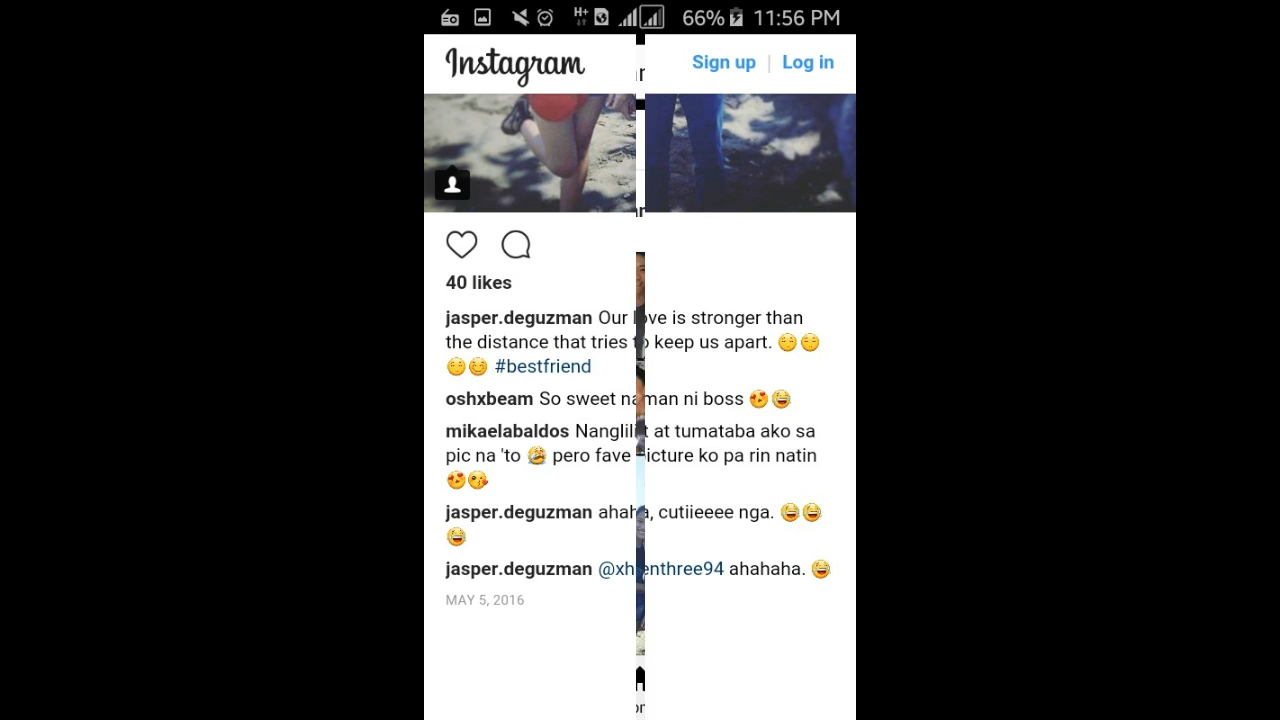 H+ 66% 11:56 PM
Instagram Sign up | Log in
40 likes
jasper.deguzman Our love is stronger than
the distance that tries to keep us apart. 😌😌
😌😊 #bestfriend
oshxbeam So sweet naman ni boss 😍😂
mikaelabaldos Nangliliit at tumataba ako sa
pic na 'to 😭 pero fave picture ko pa rin natin
😍😘
jasper.deguzman ahaha, cutiieeee nga. 😂😂
😂
jasper.deguzman ahahaha. 😂
MAY 5, 2016